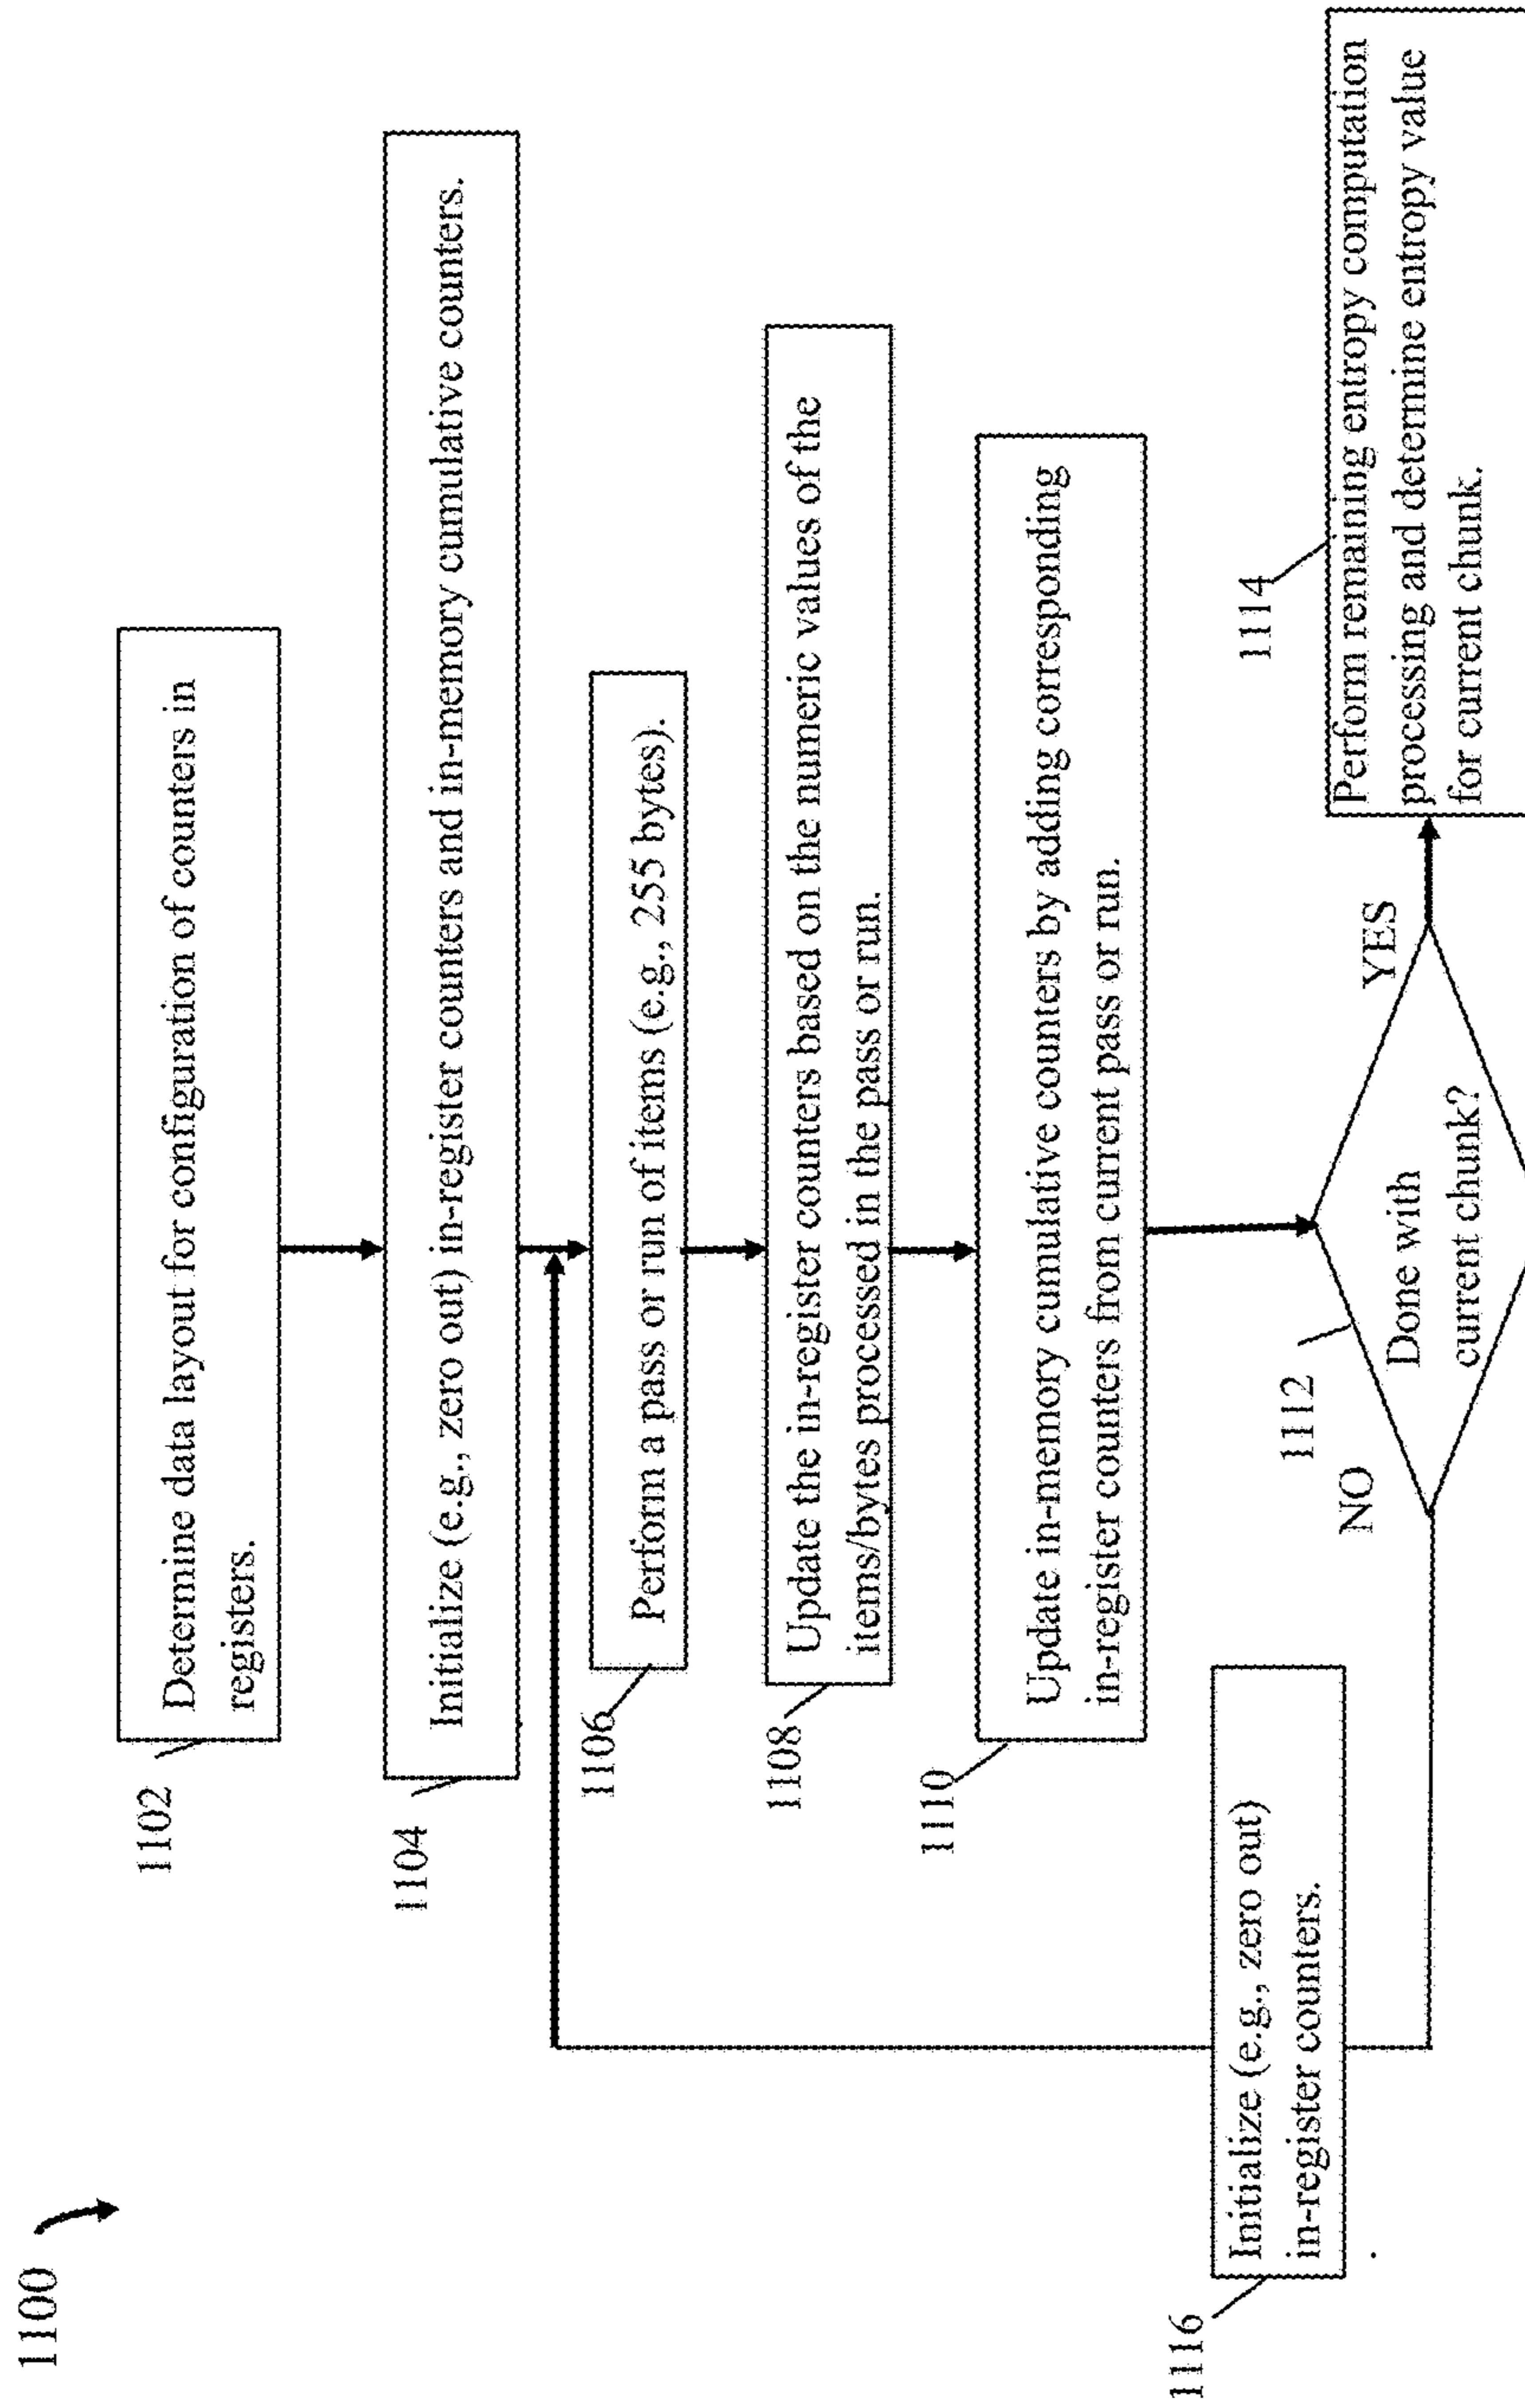 1100
1102
Determine data layout for configuration of counters in
registers.
1104
Initialize (e.g., zero out) in-register counters and in-memory cumulative counters.
1106
Perform a pass or run of items (e.g., 255 bytes).
1108
Update the in-register counters based on the numeric values of the
items/bytes processed in the pass or run.
1110
Update in-memory cumulative counters by adding corresponding
in-register counters from current pass or run.
1116
Initialize (e.g., zero out)
in-register counters.
NO
1112
Done with
current chunk?
YES
1114
Perform remaining entropy computation
processing and determine entropy value
for current chunk.